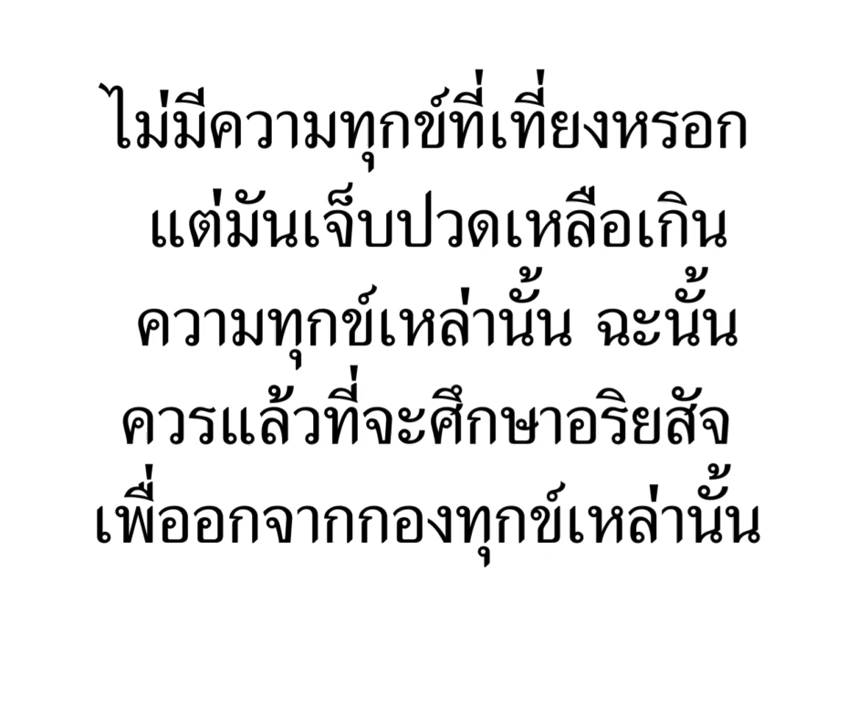 ไม่มีความทุกข์ที่เที่ยงหรอก
แต่มันเจ็บปวดเหลือเกิน
ความทุกข์เหล่านั้น ฉะนั้น
ควรแล้วที่จะศึกษาอริยสัจ
เพื่ออกจากกองทุกข์เหล่านั้น